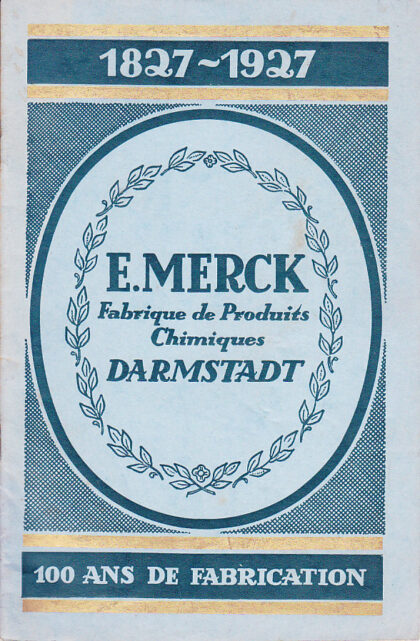 1827~1927
E. MERCK
Fabrique de Produits
Chimiques
DARMSTADT
100 ANS DE FABRICATION